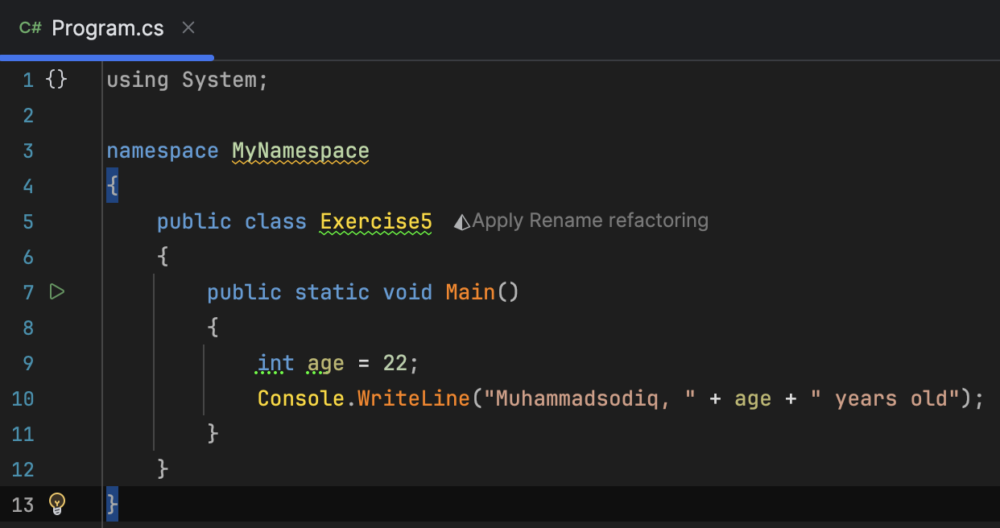 C# Program.cs ×
1 {} using System;
2
3 namespace MyNamespace
4 {
5 public class Exercise5 Apply Rename refactoring
6 {
7 public static void Main()
8 {
9 int age = 22;
10 Console.WriteLine("Muhammadsodiq, " + age + " years old");
11 }
12 }
13 }